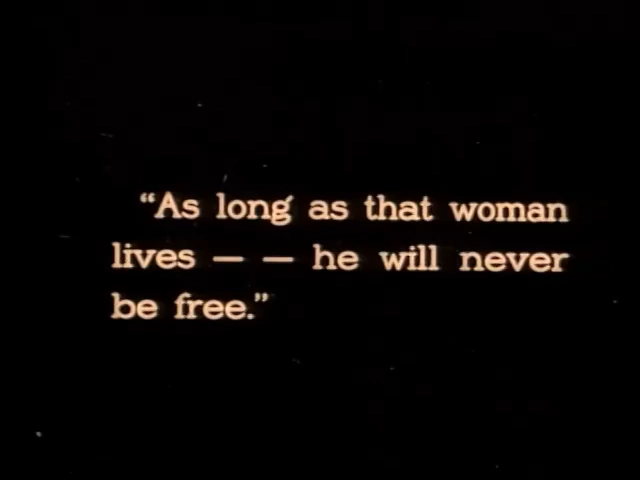 “As long as that woman
lives — — he will never
be free.”